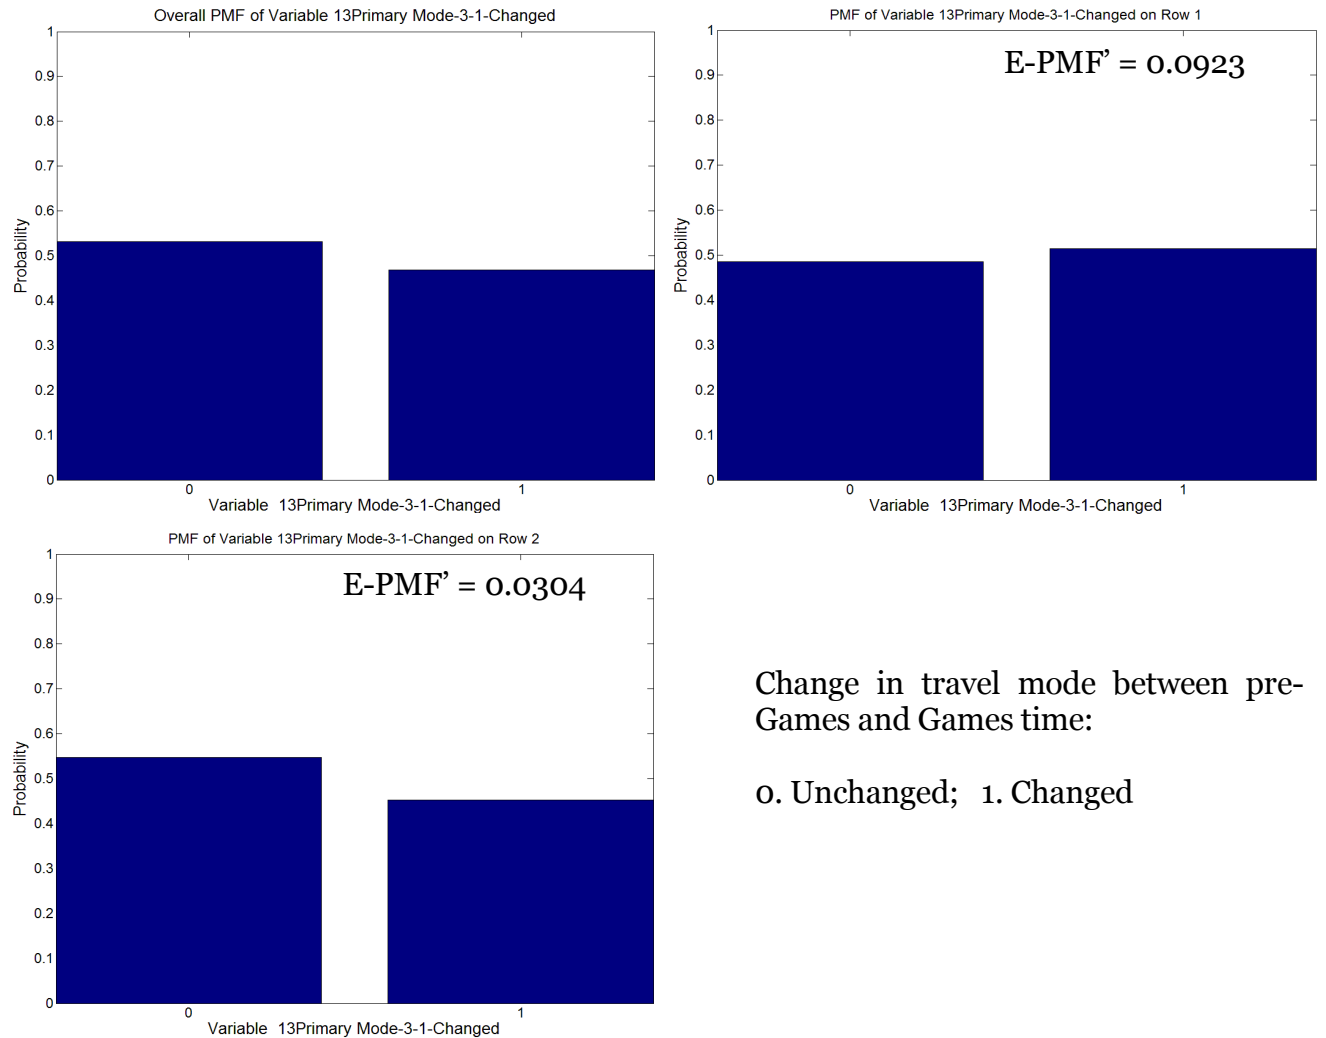 Overall PMF of Variable 13Primary Mode-3-1-Changed
1
0.9
0.8
0.7
0.6
0.5
0.4
0.3
0.2
0.1
0
Probability
0 1
Variable 13Primary Mode-3-1-Changed
PMF of Variable 13Primary Mode-3-1-Changed on Row 1
E-PMF’ = 0.0923
1
0.9
0.8
0.7
0.6
0.5
0.4
0.3
0.2
0.1
0
Probability
0 1
Variable 13Primary Mode-3-1-Changed
PMF of Variable 13Primary Mode-3-1-Changed on Row 2
E-PMF’ = 0.0304
1
0.9
0.8
0.7
0.6
0.5
0.4
0.3
0.2
0.1
0
Probability
0 1
Variable 13Primary Mode-3-1-Changed
Change in travel mode between pre-
Games and Games time:
0. Unchanged; 1. Changed